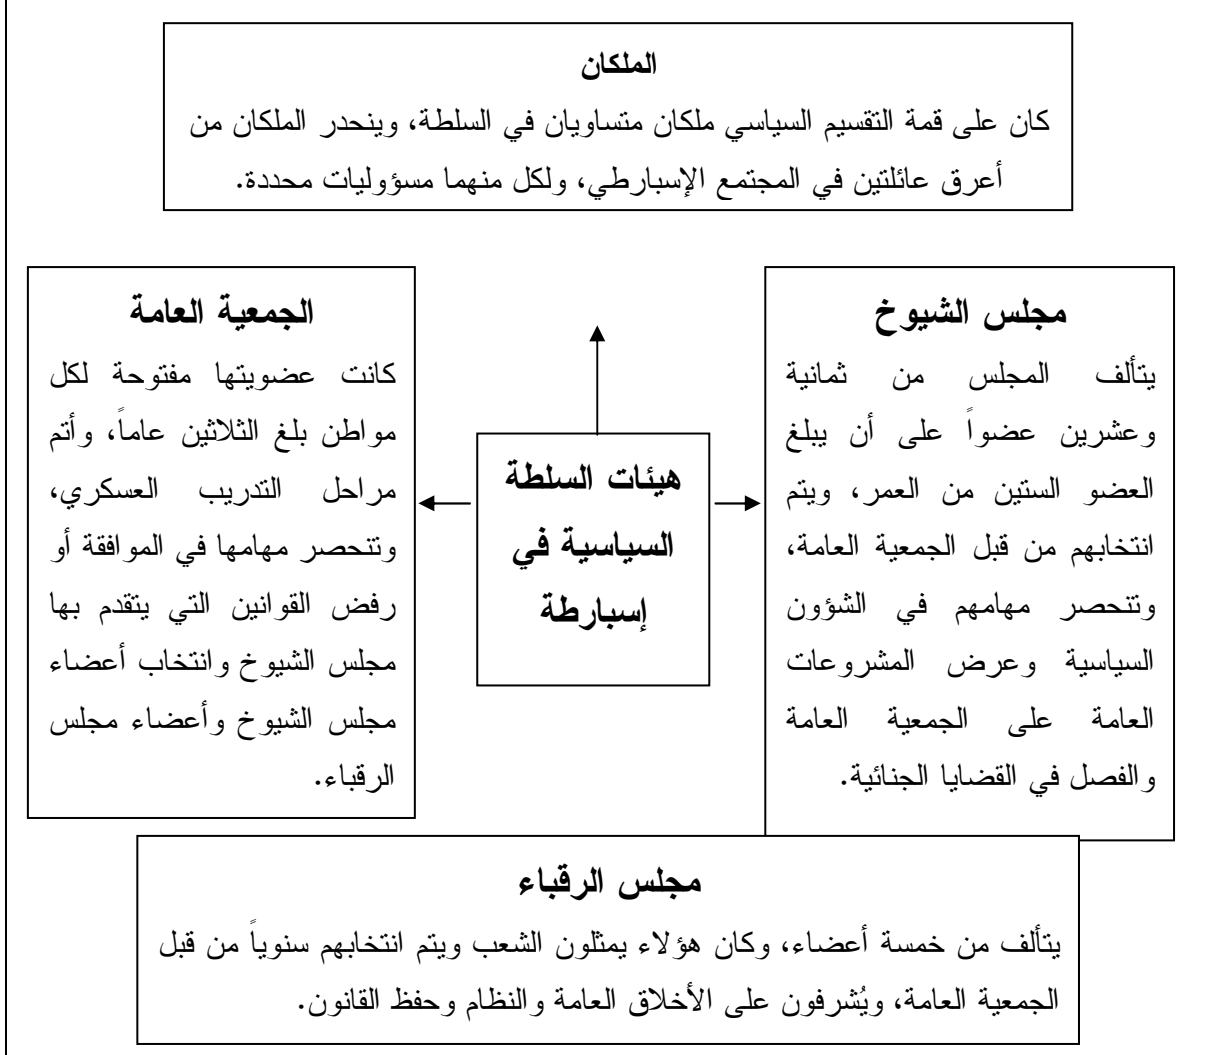 الملكان
كان على قمة التقسيم السياسي ملكان متساويان في السلطة، وينحدر الملكان من
أعرق عائلتين في المجتمع الإسبارطي، ولكل منهما مسؤوليات محددة.
مجلس الشيوخ
يتألف المجلس من ثمانية
وعشرين عضواً على أن يبلغ
العضو الستين من العمر، ويتم
انتخابهم من قبل الجمعية العامة،
وتنحصر مهامهم في الشؤون
السياسية وعرض المشروعات
العامة على الجمعية العامة
والفصل في القضايا الجنائية.
هيئات السلطة
السياسية في
إسبارطة
الجمعية العامة
كانت عضويتها مفتوحة لكل
مواطن بلغ الثلاثين عاماً، وأتم
مراحل التدريب العسكري،
وتنحصر مهامها في الموافقة أو
رفض القوانين التي يتقدم بها
مجلس الشيوخ وانتخاب أعضاء
مجلس الشيوخ وأعضاء مجلس
الرقباء.
مجلس الرقباء
يتألف من خمسة أعضاء، وكان هؤلاء يمثلون الشعب ويتم انتخابهم سنوياً من قبل
الجمعية العامة، ويُشرفون على الأخلاق العامة والنظام وحفظ القانون.